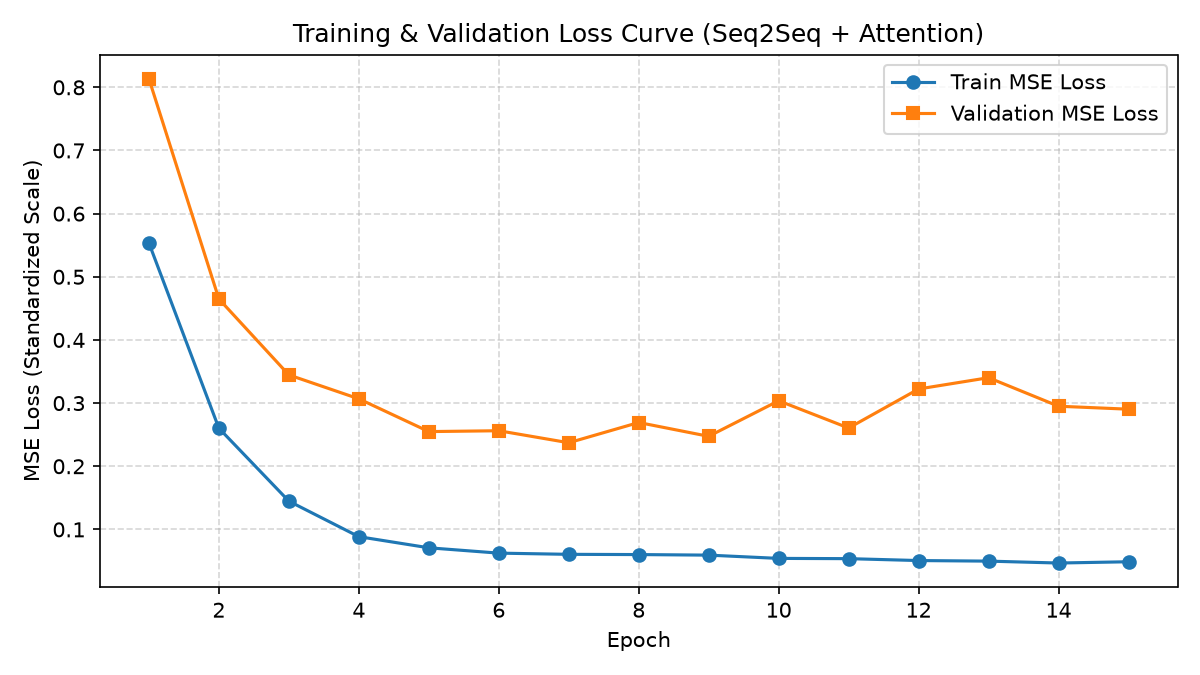 Training & Validation Loss Curve (Seq2Seq + Attention)
Train MSE Loss
Validation MSE Loss
MSE Loss (Standardized Scale)
0.8
0.7
0.6
0.5
0.4
0.3
0.2
0.1
2 4 6 8 10 12 14
Epoch